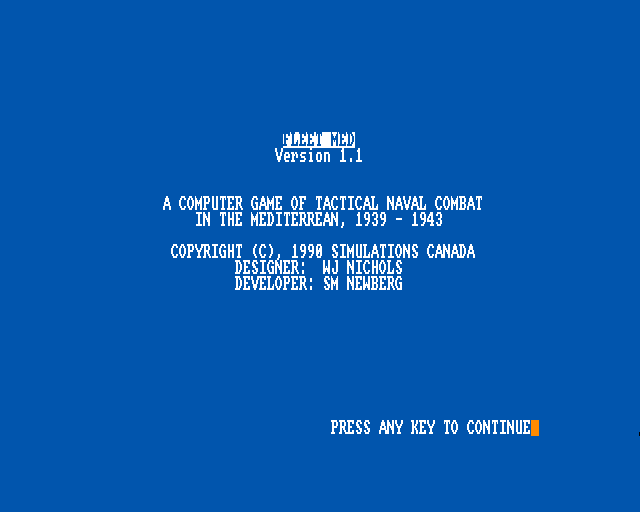 FLEET MED
Version 1.1
A COMPUTER GAME OF TACTICAL NAVAL COMBAT
IN THE MEDITERREAN, 1939 - 1943
COPYRIGHT (C), 1990 SIMULATIONS CANADA
DESIGNER:  WJ NICHOLS
DEVELOPER: SM NEWBERG
PRESS ANY KEY TO CONTINUE